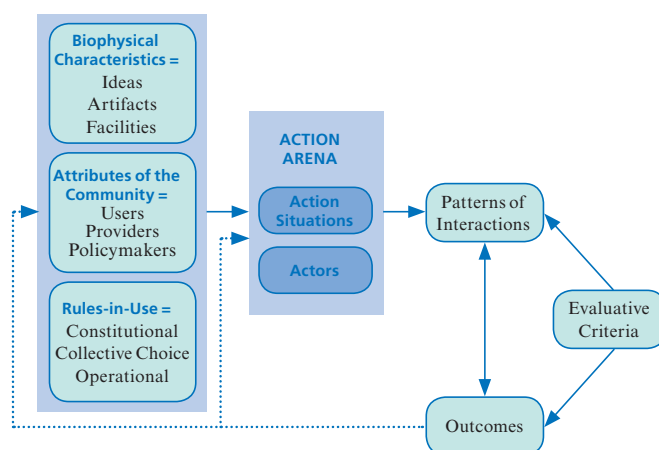 Biophysical
Characteristics =
Ideas
Artifacts
Facilities
Attributes of the
Community =
Users
Providers
Policymakers
Rules-in-Use =
Constitutional
Collective Choice
Operational
ACTION
ARENA
Action
Situations
Actors
Patterns of
Interactions
Evaluative
Criteria
Outcomes